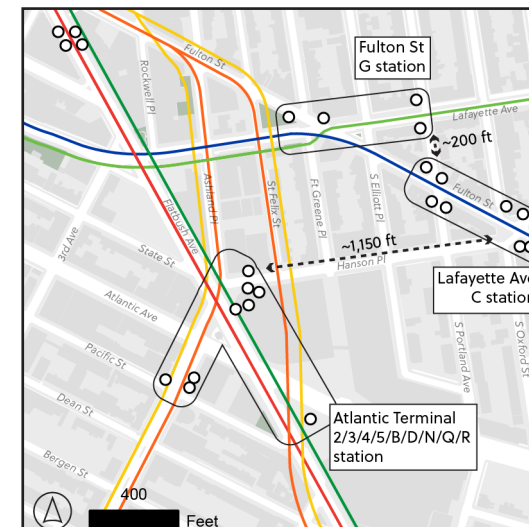 Fulton St
Rockwell Pl
Fulton St
G station
Lafayette Ave
~200 ft
Ashland Pl
St Felix St
Ft Greene Pl
S Elliott Pl
Fulton St
Flatbush Ave
3rd Ave
State St
~1,150 ft
Hanson Pl
Lafayette Ave
C station
Atlantic Ave
Pacific St
S Portland Ave
S Oxford St
Dean St
Atlantic Terminal
2/3/4/5/B/D/N/Q/R
station
Bergen St
400
Feet